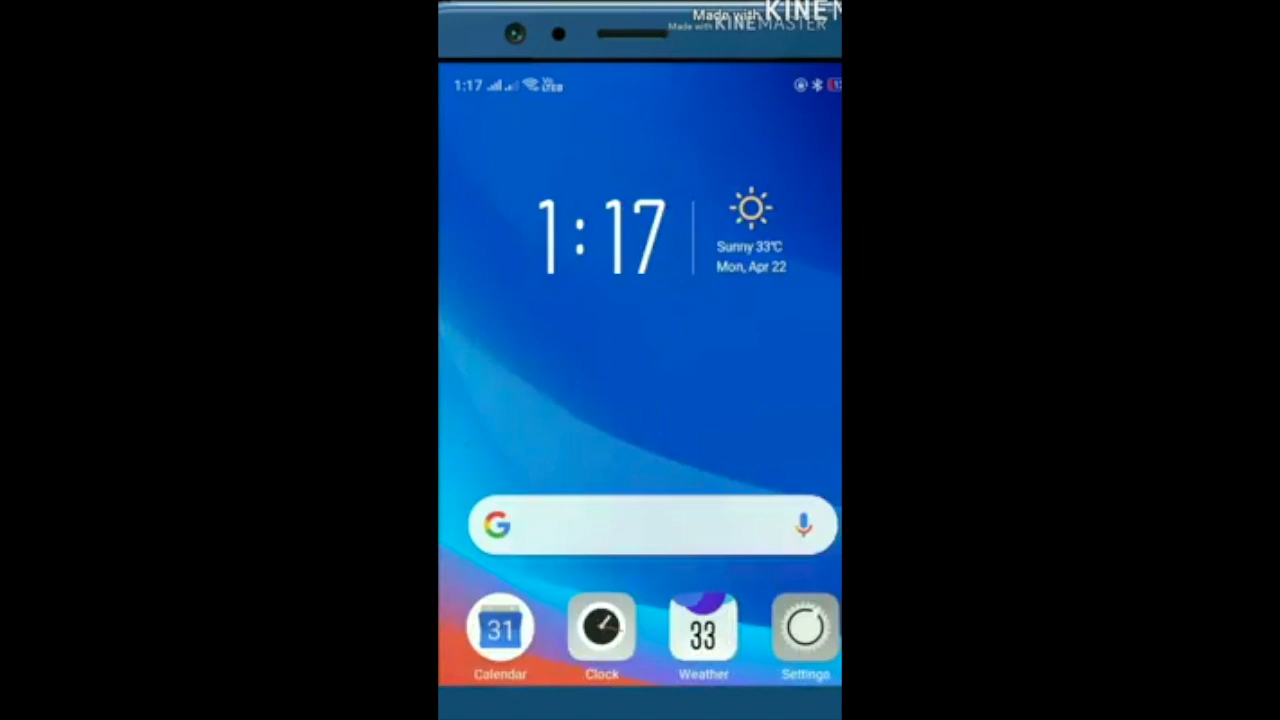 Made with KINEM
Made with KINEMASTER
1:17
1:17
Sunny 33°C
Mon, Apr 22
G
31
33
Calendar
Clock
Weather
Settings